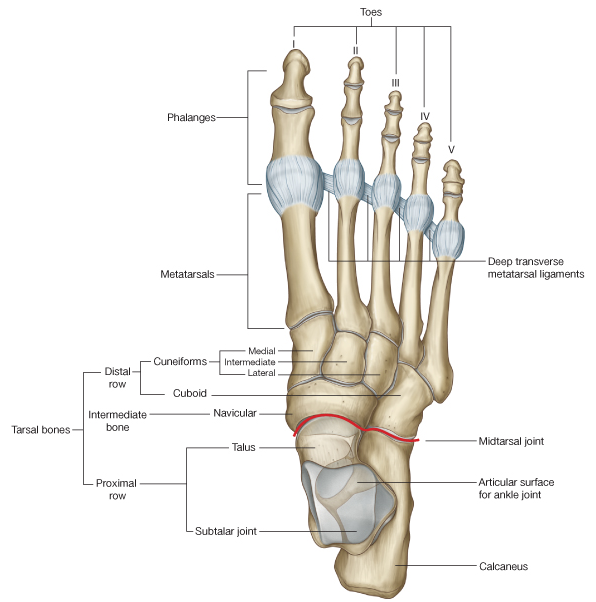 Toes
I
II
III
IV
V
Phalanges
Metatarsals
Deep transverse
metatarsal ligaments
Medial
Intermediate
Lateral
Cuneiforms
Distal
row
Cuboid
Intermediate
bone
Navicular
Tarsal bones
Talus
Midtarsal joint
Proximal
row
Articular surface
for ankle joint
Subtalar joint
Calcaneus